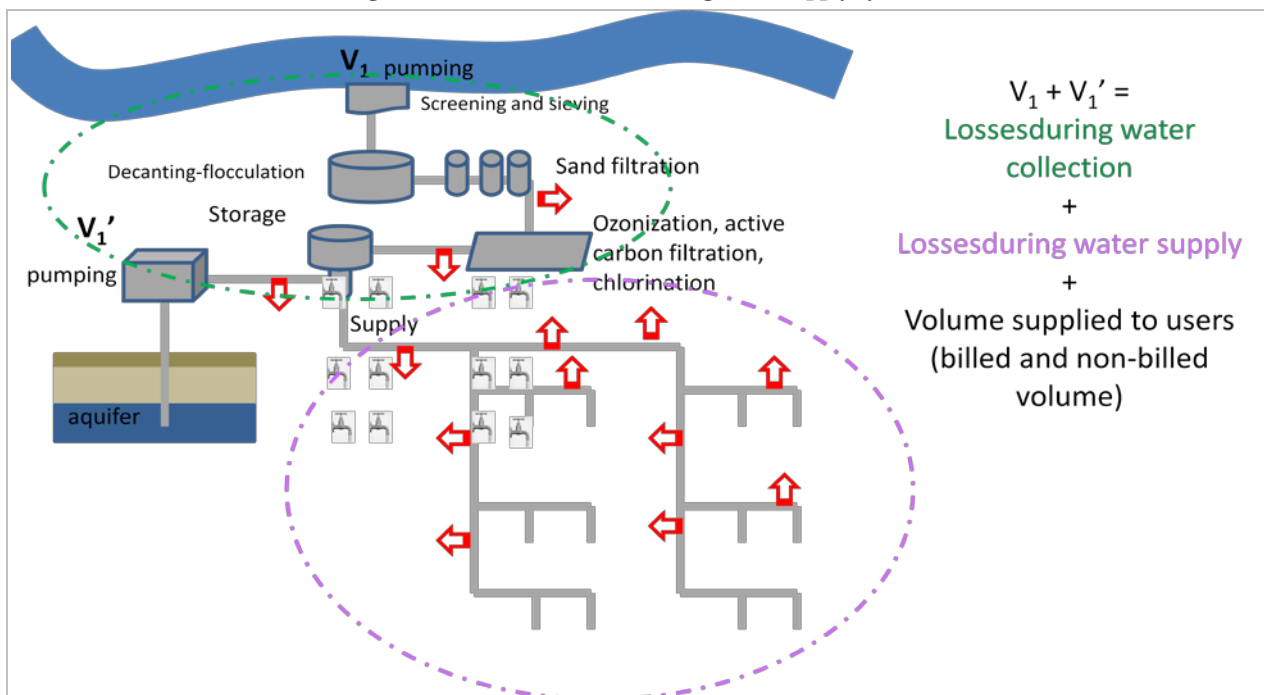 V₁ pumping
Screening and sieving
Decanting-flocculation
Sand filtration
Storage
Ozonization, active
carbon filtration,
chlorination
V₁'
pumping
Supply
aquifer
V₁ + V₁' =
Lossesduring water
collection
+
Lossesduring water supply
+
Volume supplied to users
(billed and non-billed
volume)